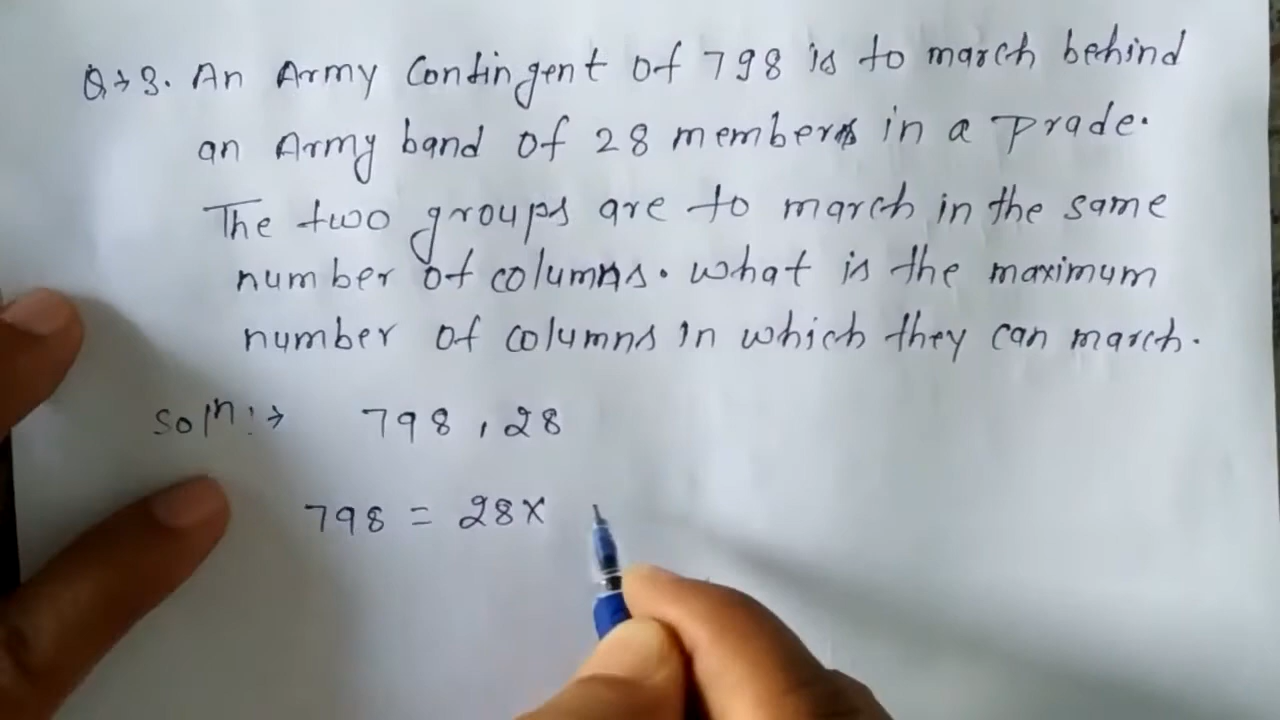 Q→3. An Army Contingent of 798 is to march behind
an Army band of 28 members in a prade.
The two groups are to march in the same
number of columns. what is the maximum
number of columns in which they can march.
Soln:→ 798, 28
798 = 28×